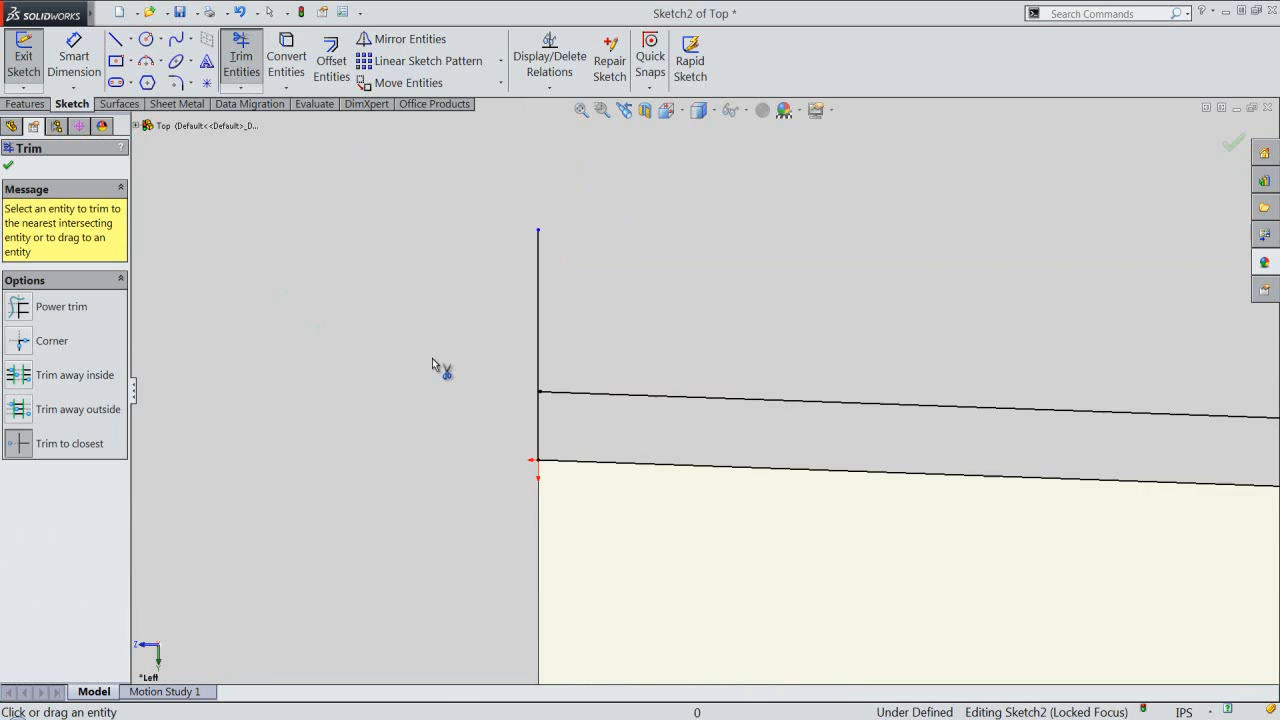 SOLIDWORKS
Sketch2 of Top *
Search Commands
?
Exit Sketch
Smart Dimension
Trim Entities
Convert Entities
Offset Entities
Mirror Entities
Linear Sketch Pattern
Move Entities
Display/Delete Relations
Repair Sketch
Quick Snaps
Rapid Sketch
Features Sketch Surfaces Sheet Metal Data Migration Evaluate DimXpert Office Products
Top (Default<<Default>_D...
Trim ?
Message
Select an entity to trim to
the nearest intersecting
entity or to drag to an
entity
Options
Power trim
Corner
Trim away inside
Trim away outside
Trim to closest
Z
Y
*Left
Model Motion Study 1
Click or drag an entity 0 Under Defined Editing Sketch2 (Locked Focus) IPS ?